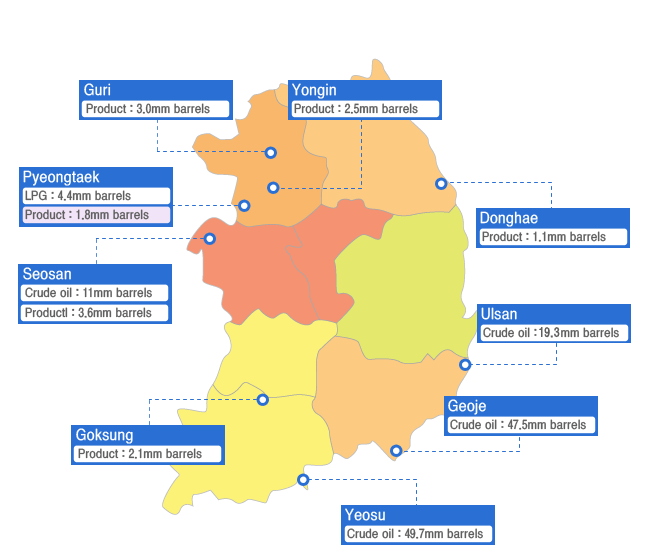 Guri
Product : 3.0mm barrels
Yongin
Product : 2.5mm barrels
Pyeongtaek
LPG : 4.4mm barrels
Product : 1.8mm barrels
Donghae
Product : 1.1mm barrels
Seosan
Crude oil : 11mm barrels
Productl : 3.6mm barrels
Ulsan
Crude oil :19.3mm barrels
Geoje
Crude oil : 47.5mm barrels
Goksung
Product : 2.1mm barrels
Yeosu
Crude oil : 49.7mm barrels